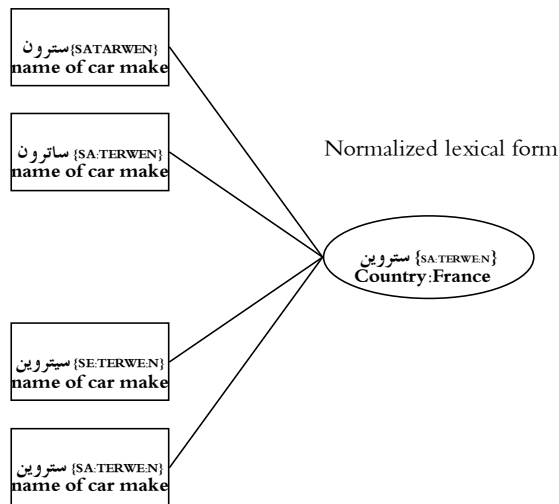 سترون {SATARWEN}
name of car make
ساترون {SA:TERWEN}
name of car make
Normalized lexical form
ستروين {SA:TERWE:N}
Country:France
سيتروين {SE:TERWE:N}
name of car make
ستروين {SA:TERWE:N}
name of car make